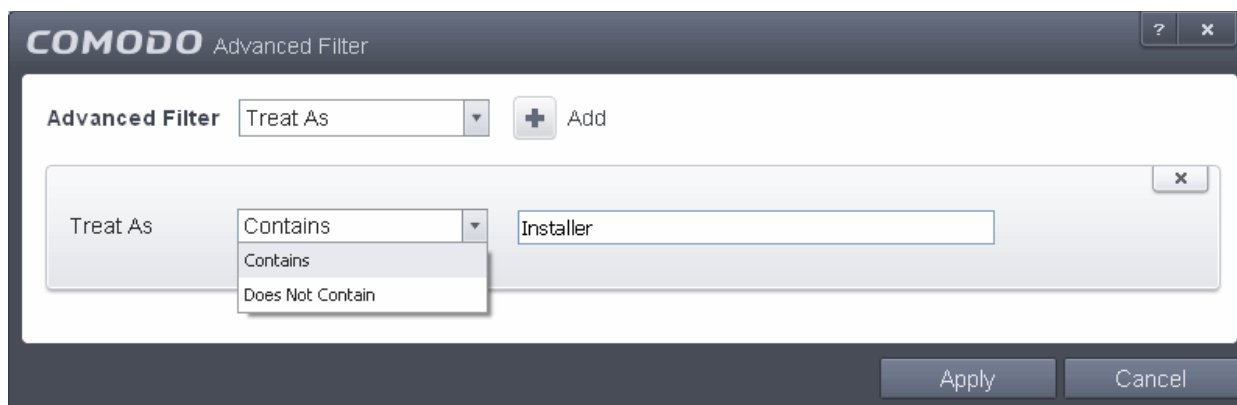 COMODO Advanced Filter ? x
Advanced Filter Treat As + Add
x
Treat As Contains Installer
Contains
Does Not Contain
Apply Cancel